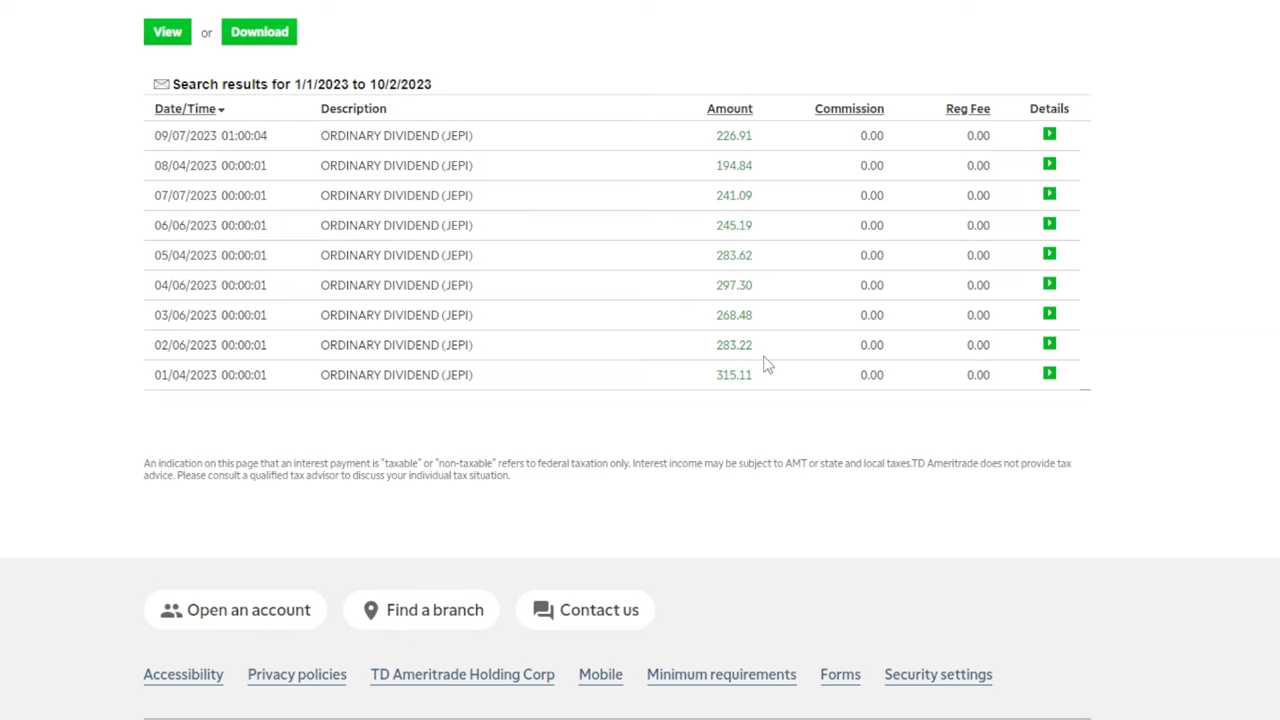 View or Download
Search results for 1/1/2023 to 10/2/2023
Date/Time Description Amount Commission Reg Fee Details
09/07/2023 01:00:04 ORDINARY DIVIDEND (JEPI) 226.91 0.00 0.00
08/04/2023 00:00:01 ORDINARY DIVIDEND (JEPI) 194.84 0.00 0.00
07/07/2023 00:00:01 ORDINARY DIVIDEND (JEPI) 241.09 0.00 0.00
06/06/2023 00:00:01 ORDINARY DIVIDEND (JEPI) 245.19 0.00 0.00
05/04/2023 00:00:01 ORDINARY DIVIDEND (JEPI) 283.62 0.00 0.00
04/06/2023 00:00:01 ORDINARY DIVIDEND (JEPI) 297.30 0.00 0.00
03/06/2023 00:00:01 ORDINARY DIVIDEND (JEPI) 268.48 0.00 0.00
02/06/2023 00:00:01 ORDINARY DIVIDEND (JEPI) 283.22 0.00 0.00
01/04/2023 00:00:01 ORDINARY DIVIDEND (JEPI) 315.11 0.00 0.00
An indication on this page that an interest payment is "taxable" or "non-taxable" refers to federal taxation only. Interest income may be subject to AMT or state and local taxes.TD Ameritrade does not provide tax
advice. Please consult a qualified tax advisor to discuss your individual tax situation.
Open an account Find a branch Contact us
Accessibility Privacy policies TD Ameritrade Holding Corp Mobile Minimum requirements Forms Security settings